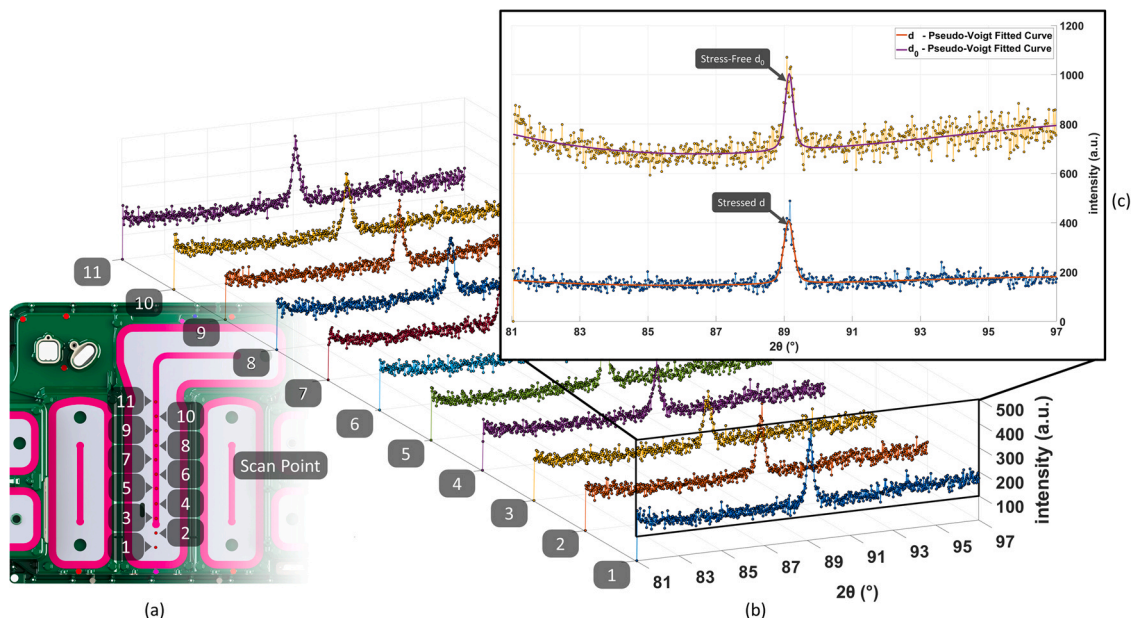 1200
d - Pseudo-Voigt Fitted Curve
d0 - Pseudo-Voigt Fitted Curve
Stress-Free d0
1000
800
600
Stressed d
400
200
0
intensity (a.u.)
(c)
81 83 85 87 89 91 93 95 97
2θ (°)
11
10
9
8
7
6
5
4
3
2
1
500
400
300
200
100
intensity (a.u.)
81 83 85 87 89 91 93 95 97
2θ (°)
11
10
9
8
7
6
5
4
3
2
1
Scan Point
(a)
(b)